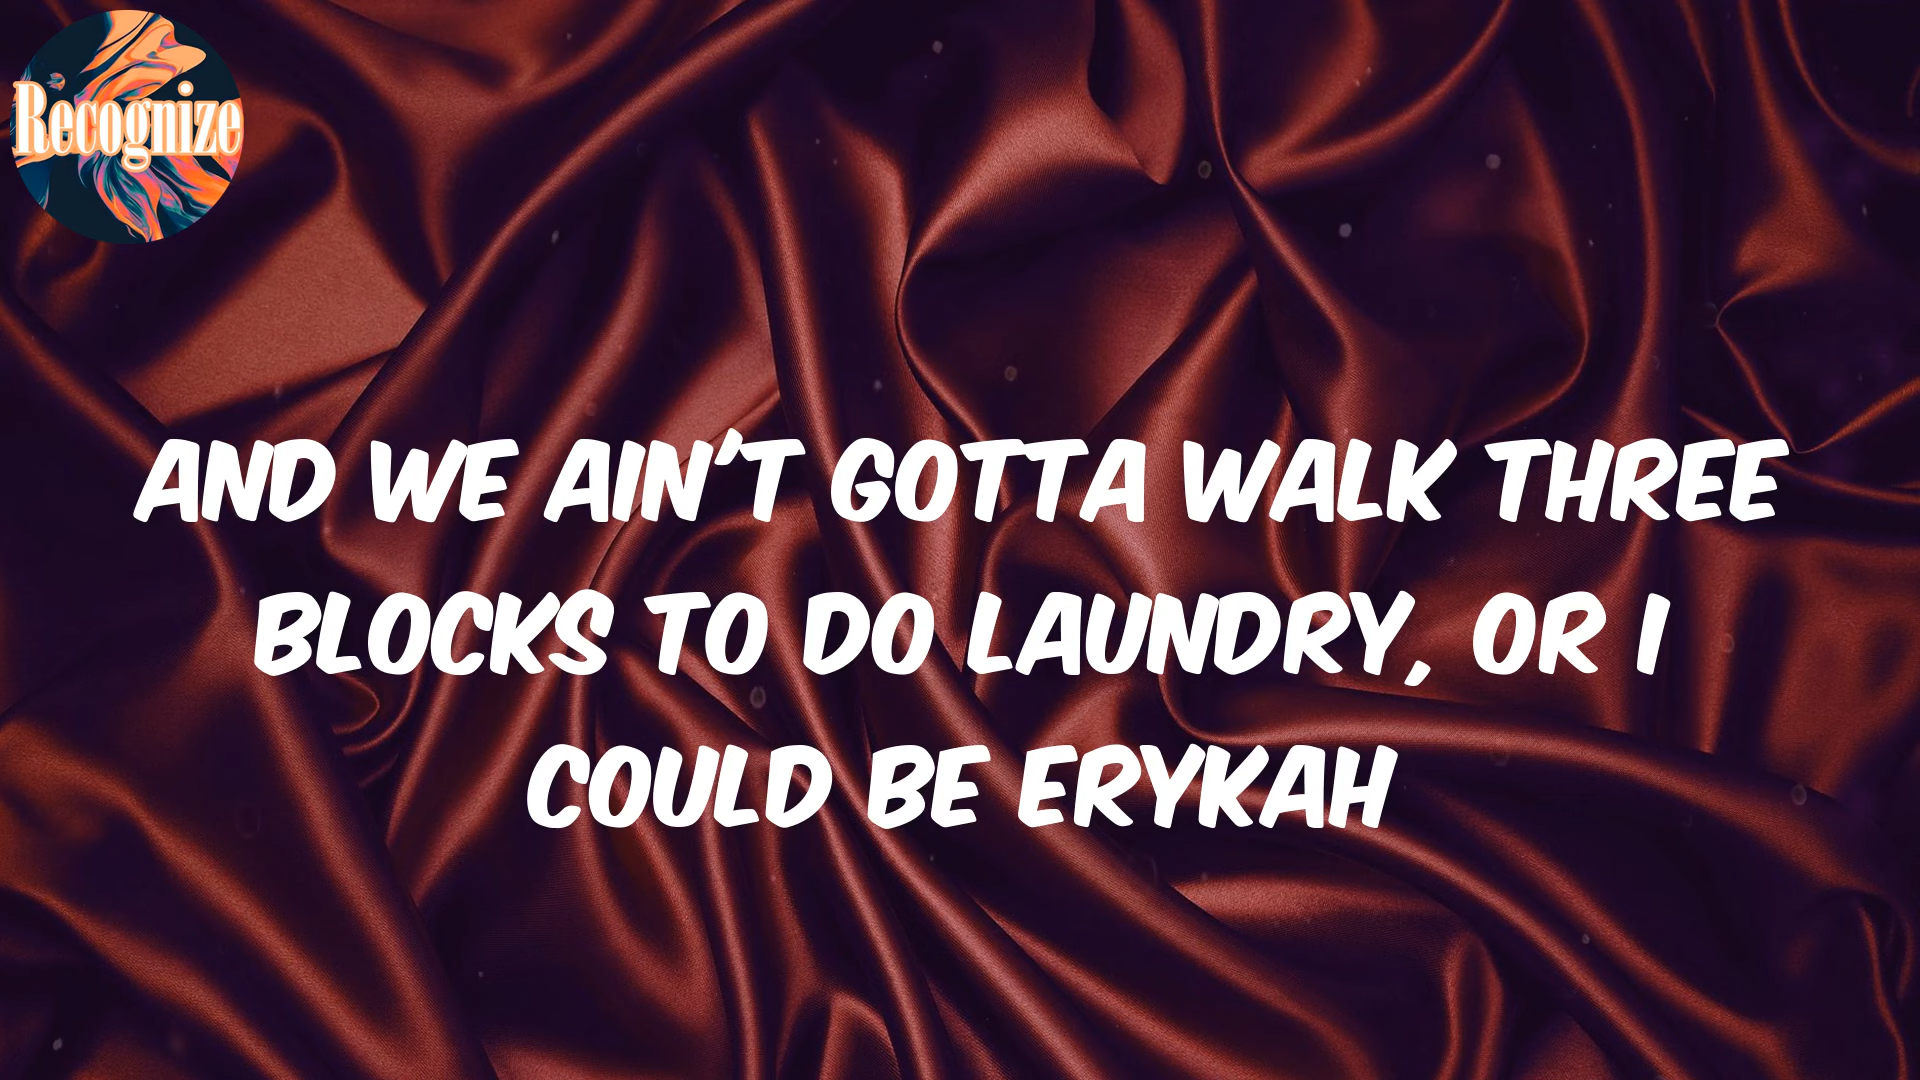 Recognize
AND WE AIN'T GOTTA WALK THREE
BLOCKS TO DO LAUNDRY, OR I
COULD BE ERYKAH